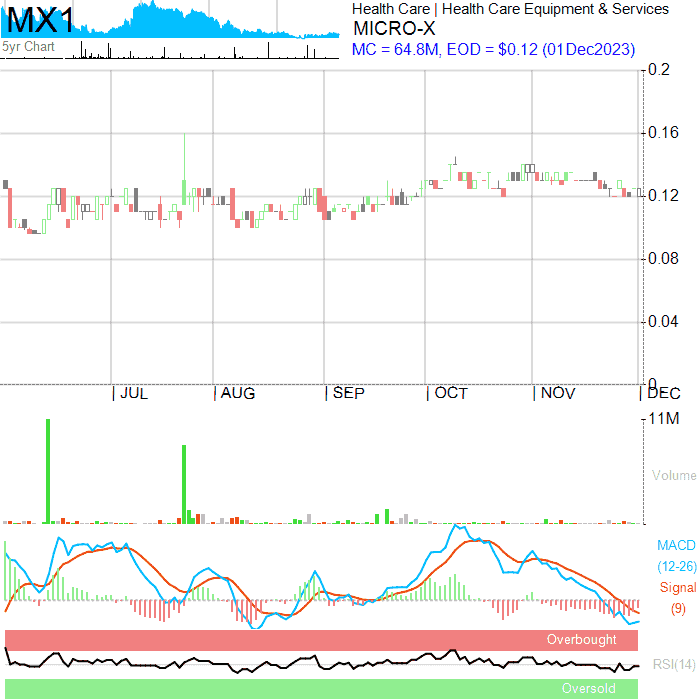 MX1
5yr Chart
Health Care | Health Care Equipment & Services
MICRO-X
MC = 64.8M, EOD = $0.12 (01Dec2023)
0.2
0.16
0.12
0.08
0.04
0
| JUL | AUG | SEP | OCT | NOV | DEC
11M
Volume
MACD
(12-26)
Signal
(9)
Overbought
RSI(14)
Oversold